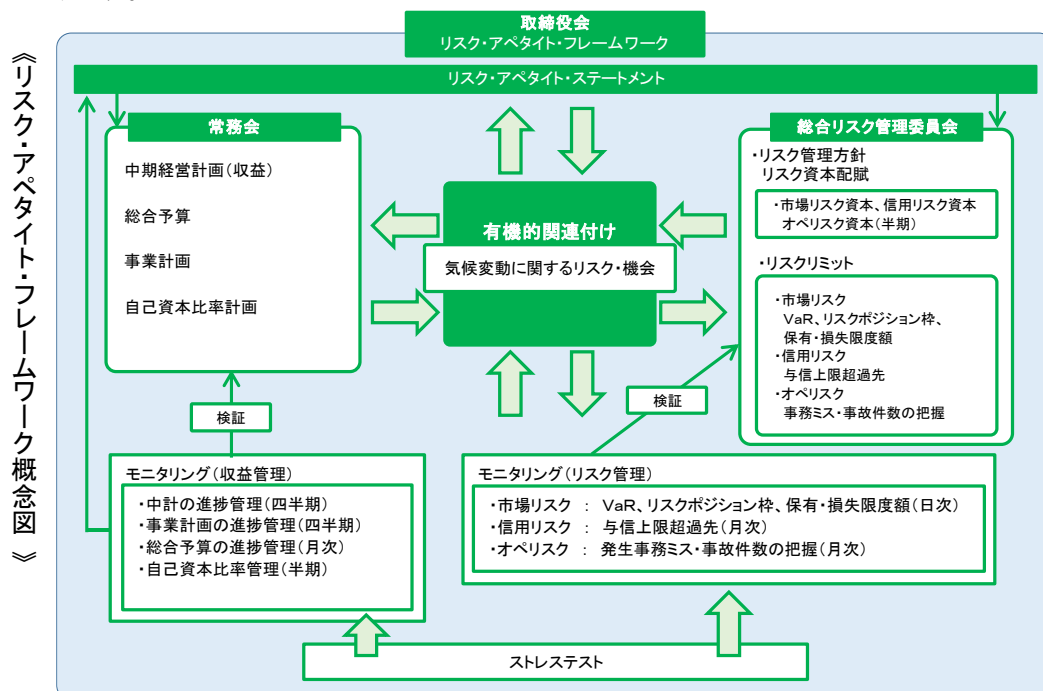 《リスク・アペタイト・フレームワーク概念図》
取締役会
リスク・アペタイト・フレームワーク
リスク・アペタイト・ステートメント
常務会
中期経営計画(収益)
総合予算
事業計画
自己資本比率計画
有機的関連付け
気候変動に関するリスク・機会
総合リスク管理委員会
・リスク管理方針
リスク資本配賦
・市場リスク資本、信用リスク資本
オペリスク資本(半期)
・リスクリミット
・市場リスク
VaR、リスクポジション枠、
保有・損失限度額
・信用リスク
与信上限超過先
・オペリスク
事務ミス・事故件数の把握
検証
検証
モニタリング(収益管理)
・中計の進捗管理(四半期)
・事業計画の進捗管理(四半期)
・総合予算の進捗管理(月次)
・自己資本比率管理(半期)
モニタリング(リスク管理)
・市場リスク : VaR、リスクポジション枠、保有・損失限度額(日次)
・信用リスク : 与信上限超過先(月次)
・オペリスク : 発生事務ミス・事故件数の把握(月次)
ストレステスト